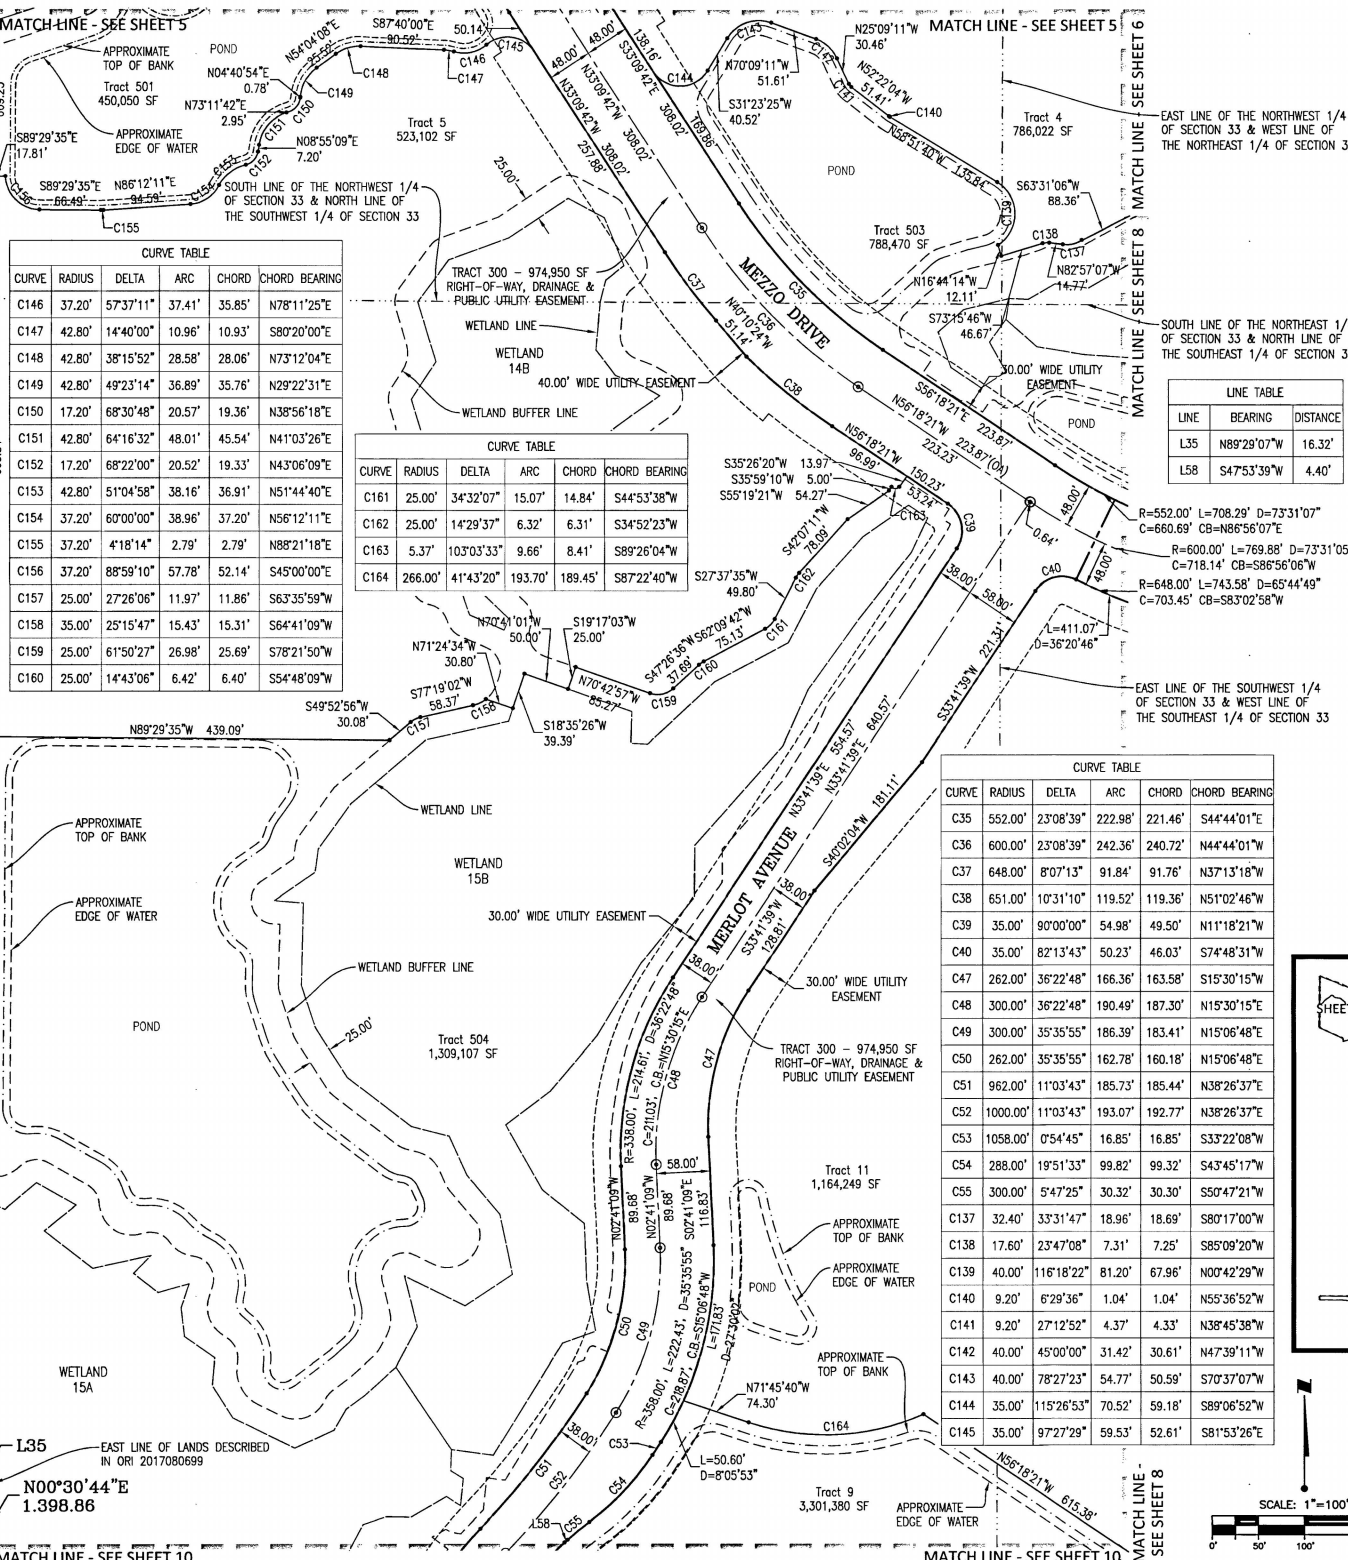 MATCH LINE - SEE SHEET 5
MATCH LINE - SEE SHEET 5
MATCH LINE - SEE SHEET 6
APPROXIMATE
TOP OF BANK
POND
Tract 501
450,050 SF
APPROXIMATE
EDGE OF WATER
S89°29'35"E
17.81'
S89°29'35"E
66.49'
N86°12'11"E
94.59'
C156
C155
C154
C153
C152
C151
C150
C149
C148
C147
C146
C145
N54°04'08"E
25.52'
N04°40'54"E
0.78'
N73°11'42"E
2.95'
N08°55'09"E
7.20'
S87°40'00"E
90.52'
50.14'
Tract 5
523,102 SF
SOUTH LINE OF THE NORTHWEST 1/4
OF SECTION 33 & NORTH LINE OF
THE SOUTHWEST 1/4 OF SECTION 33
48.00'
48.00'
138.16'
S33°09'42"E
308.02'
169.86'
N33°09'42"W
308.02'
N33°09'42"W
308.02'
257.88'
25.00'
C144
C143
C142
C141
C140
N70°09'11"W
51.61'
S31°23'25"W
40.52'
N25°09'11"W
30.46'
N52°22'04"W
51.41'
N58°51'40"W
135.84'
POND
Tract 4
786,022 SF
S63°31'06"W
88.36'
C139
C138
C137
N82°57'07"W
14.77'
Tract 503
788,470 SF
N16°44'14"W
12.11'
S73°15'46"W
46.67'
EAST LINE OF THE NORTHWEST 1/4
OF SECTION 33 & WEST LINE OF
THE NORTHEAST 1/4 OF SECTION 3
MATCH LINE - SEE SHEET 8
SOUTH LINE OF THE NORTHEAST 1/
OF SECTION 33 & NORTH LINE OF
THE SOUTHEAST 1/4 OF SECTION 3
CURVE TABLE
CURVE RADIUS DELTA ARC CHORD CHORD BEARING
C146 37.20' 57°37'11" 37.41' 35.85' N78°11'25"E
C147 42.80' 14°40'00" 10.96' 10.93' S80°20'00"E
C148 42.80' 38°15'52" 28.58' 28.06' N73°12'04"E
C149 42.80' 49°23'14" 36.89' 35.76' N29°22'31"E
C150 17.20' 68°30'48" 20.57' 19.36' N38°56'18"E
C151 42.80' 64°16'32" 48.01' 45.54' N41°03'26"E
C152 17.20' 68°22'00" 20.52' 19.33' N43°06'09"E
C153 42.80' 51°04'58" 38.16' 36.91' N51°44'40"E
C154 37.20' 60°00'00" 38.96' 37.20' N56°12'11"E
C155 37.20' 4°18'14" 2.79' 2.79' N88°21'18"E
C156 37.20' 88°59'10" 57.78' 52.14' S45°00'00"E
C157 25.00' 27°26'06" 11.97' 11.86' S63°35'59"W
C158 35.00' 25°15'47" 15.43' 15.31' S64°41'09"W
C159 25.00' 61°50'27" 26.98' 25.69' S78°21'50"W
C160 25.00' 14°43'06" 6.42' 6.40' S54°48'09"W
TRACT 300 - 974,950 SF
RIGHT-OF-WAY, DRAINAGE &
PUBLIC UTILITY EASEMENT
WETLAND LINE
WETLAND
14B
40.00' WIDE UTILITY EASEMENT
WETLAND BUFFER LINE
MEZZO DRIVE
C35
C36
C37
C38
N40°10'24"W
51.14'
30.00' WIDE UTILITY
EASEMENT
POND
S56°18'21"E 223.87'
N56°18'21"W 223.87'(OA)
223.23'
N56°18'21"W
96.99'
150.23'
53.24'
LINE TABLE
LINE BEARING DISTANCE
L35 N89°29'07"W 16.32'
L58 S47°53'39"W 4.40'
CURVE TABLE
CURVE RADIUS DELTA ARC CHORD CHORD BEARING
C161 25.00' 34°32'07" 15.07' 14.84' S44°53'38"W
C162 25.00' 14°29'37" 6.32' 6.31' S34°52'23"W
C163 5.37' 103°03'33" 9.66' 8.41' S89°26'04"W
C164 266.00' 41°43'20" 193.70' 189.45' S87°22'40"W
S35°26'20"W 13.97'
S35°59'10"W 5.00'
S55°19'21"W 54.27'
C163
C39
S42°07'11"W
78.09'
C162
S27°37'35"W
49.80'
C161
S62°09'42"W
75.13'
C160
S47°26'36"W
37.69'
C159
N70°42'57"W
85.27'
S19°17'03"W
25.00'
N70°41'01"W
50.00'
N71°24'34"W
30.80'
S77°19'02"W
58.37'
C158
C157
S18°35'26"W
39.39'
S49°52'56"W
30.08'
N89°29'35"W 439.09'
48.00'
0.64'
48.00'
C40
38.00'
58.00'
R=552.00' L=708.29' D=73°31'07"
C=660.69' CB=N86°56'07"E
R=600.00' L=769.88' D=73°31'05
C=718.14' CB=S86°56'06"W
R=648.00' L=743.58' D=65°44'49"
C=703.45' CB=S83°02'58"W
L=411.07'
D=36°20'46"
221.31'
S33°41'39"W
EAST LINE OF THE SOUTHWEST 1/4
OF SECTION 33 & WEST LINE OF
THE SOUTHEAST 1/4 OF SECTION 33
N33°41'39"E 554.57'
N33°41'39"E 640.57'
S40°02'04"W 181.11'
WETLAND LINE
APPROXIMATE
TOP OF BANK
WETLAND
15B
APPROXIMATE
EDGE OF WATER
30.00' WIDE UTILITY EASEMENT
MERLOT AVENUE
38.00'
S33°41'39"W
128.81'
38.00'
30.00' WIDE UTILITY
EASEMENT
WETLAND BUFFER LINE
25.00'
POND
Tract 504
1,309,107 SF
R=338.00', L=214.61', D=36°22'48"
C=211.03', C.B.=N15°30'15"E
C48
C47
TRACT 300 - 974,950 SF
RIGHT-OF-WAY, DRAINAGE &
PUBLIC UTILITY EASEMENT
CURVE TABLE
CURVE RADIUS DELTA ARC CHORD CHORD BEARING
C35 552.00' 23°08'39" 222.98' 221.46' S44°44'01"E
C36 600.00' 23°08'39" 242.36' 240.72' N44°44'01"W
C37 648.00' 8°07'13" 91.84' 91.76' N37°13'18"W
C38 651.00' 10°31'10" 119.52' 119.36' N51°02'46"W
C39 35.00' 90°00'00" 54.98' 49.50' N11°18'21"W
C40 35.00' 82°13'43" 50.23' 46.03' S74°48'31"W
C47 262.00' 36°22'48" 166.36' 163.58' S15°30'15"W
C48 300.00' 36°22'48" 190.49' 187.30' N15°30'15"E
C49 300.00' 35°35'55" 186.39' 183.41' N15°06'48"E
C50 262.00' 35°35'55" 162.78' 160.18' N15°06'48"E
C51 962.00' 11°03'43" 185.73' 185.44' N38°26'37"E
C52 1000.00' 11°03'43" 193.07' 192.77' N38°26'37"E
C53 1058.00' 0°54'45" 16.85' 16.85' S33°22'08"W
C54 288.00' 19°51'33" 99.82' 99.32' S43°45'17"W
C55 300.00' 5°47'25" 30.32' 30.30' S50°47'21"W
C137 32.40' 33°31'47" 18.96' 18.69' S80°17'00"W
C138 17.60' 23°47'08" 7.31' 7.25' S85°09'20"W
C139 40.00' 116°18'22" 81.20' 67.96' N00°42'29"W
C140 9.20' 6°29'36" 1.04' 1.04' N55°36'52"W
C141 9.20' 27°12'52" 4.37' 4.33' N38°45'38"W
C142 40.00' 45°00'00" 31.42' 30.61' N47°39'11"W
C143 40.00' 78°27'23" 54.77' 50.59' S70°37'07"W
C144 35.00' 115°26'53" 70.52' 59.18' S89°06'52"W
C145 35.00' 97°27'29" 59.53' 52.61' S81°53'26"E
58.00'
N02°41'09"W
89.68'
N02°41'09"W
89.68'
S02°41'09"E
116.83'
Tract 11
1,164,249 SF
APPROXIMATE
TOP OF BANK
APPROXIMATE
EDGE OF WATER
POND
R=358.00', L=222.43', D=35°35'55"
C=218.87', C.B.=S15°06'48"W
L=171.83'
D=27°30'02"
C50
C49
APPROXIMATE
TOP OF BANK
N71°45'40"W
74.30'
C164
WETLAND
15A
38.00'
C51
C52
C53
C54
C55
L58
L=50.60'
D=8°05'53"
Tract 9
3,301,380 SF
APPROXIMATE
EDGE OF WATER
N56°18'21"W 615.38'
L35
EAST LINE OF LANDS DESCRIBED
IN ORI 2017080699
N00°30'44"E
1.398.86
MATCH LINE -
SEE SHEET 8
SHEE
N
SCALE: 1"=100'
0' 50' 100'
MATCH LINE - SEE SHEET 10
MATCH LINE - SEE SHEET 10